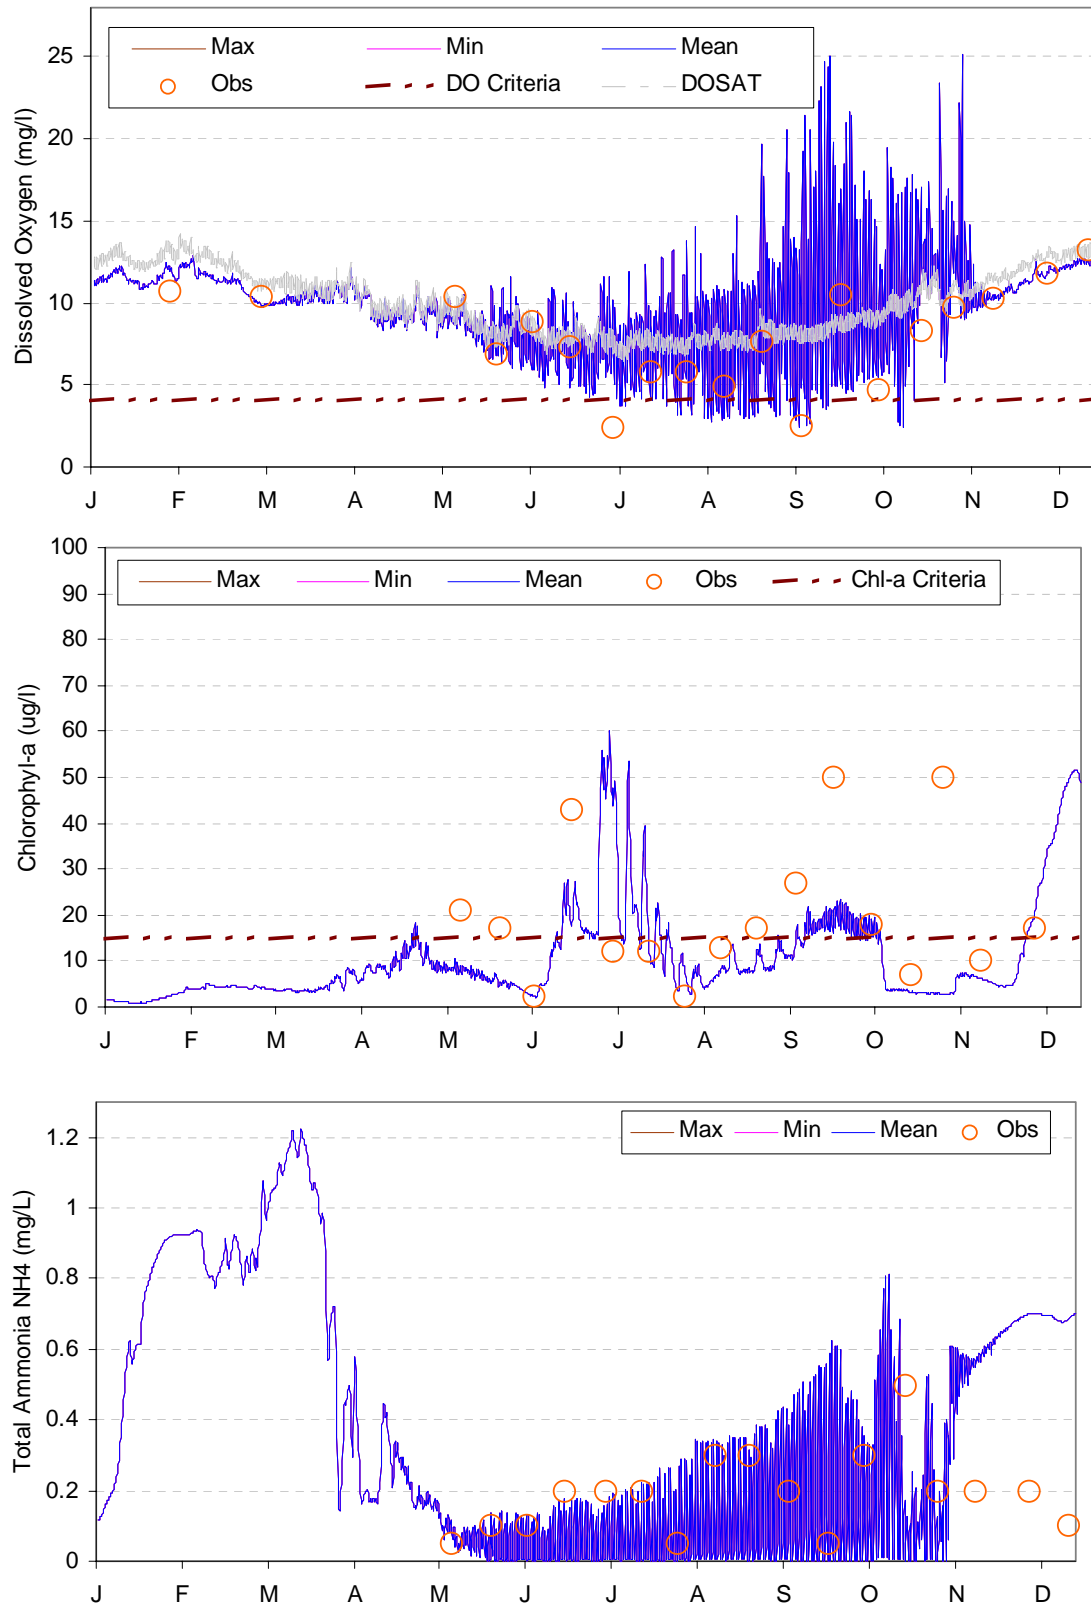 Max Min Mean
Obs DO Criteria DOSAT
Dissolved Oxygen (mg/l)
25
20
15
10
5
0
J F M A M J J A S O N D
Max Min Mean Obs Chl-a Criteria
Chlorophyl-a (ug/l)
100
90
80
70
60
50
40
30
20
10
0
J F M A M J J A S O N D
Max Min Mean Obs
Total Ammonia NH4 (mg/L)
1.2
1
0.8
0.6
0.4
0.2
0
J F M A M J J A S O N D